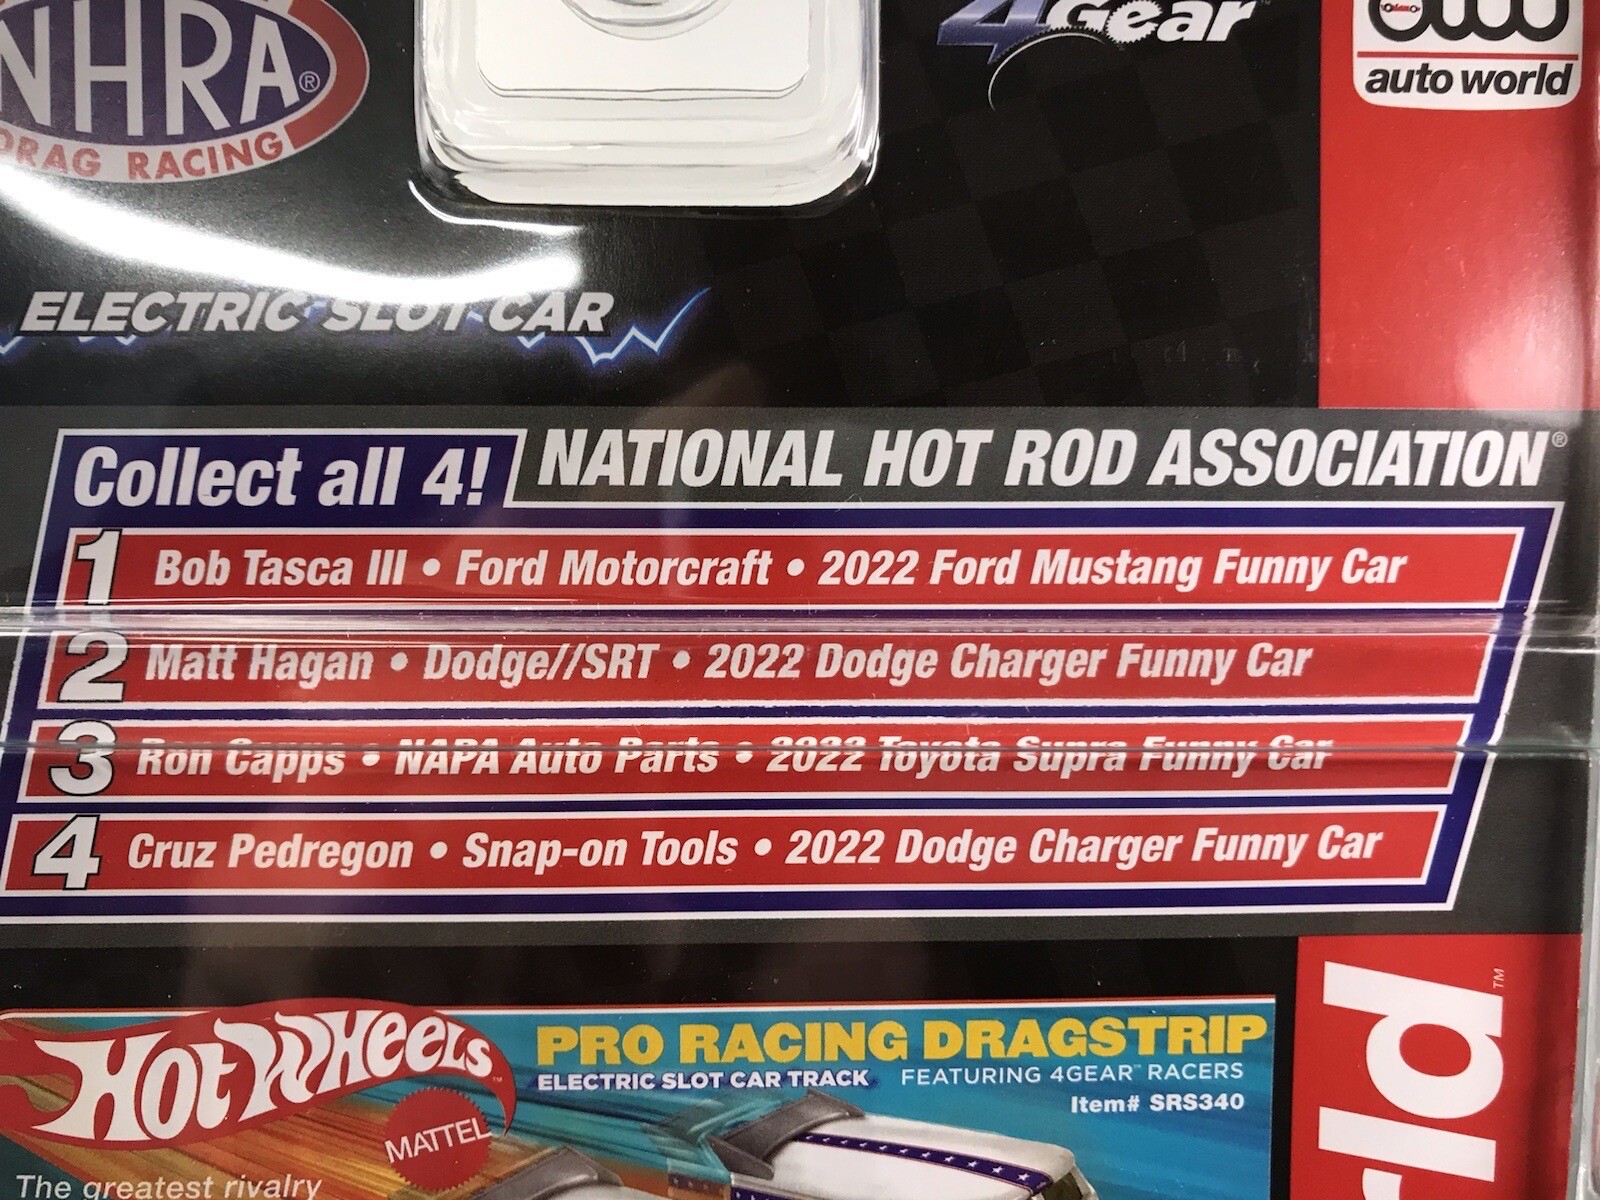 NHRA®
DRAG RACING
4Gear
auto world
ELECTRIC SLOT CAR
Collect all 4!
NATIONAL HOT ROD ASSOCIATION®
1 Bob Tasca III • Ford Motorcraft • 2022 Ford Mustang Funny Car
2 Matt Hagan • Dodge//SRT • 2022 Dodge Charger Funny Car
3 Ron Capps • NAPA Auto Parts • 2022 Toyota Supra Funny Car
4 Cruz Pedregon • Snap-on Tools • 2022 Dodge Charger Funny Car
HOT WHEELS™
MATTEL
PRO RACING DRAGSTRIP
ELECTRIC SLOT CAR TRACK FEATURING 4GEAR™ RACERS
Item# SRS340
The greatest rivalry
rld™